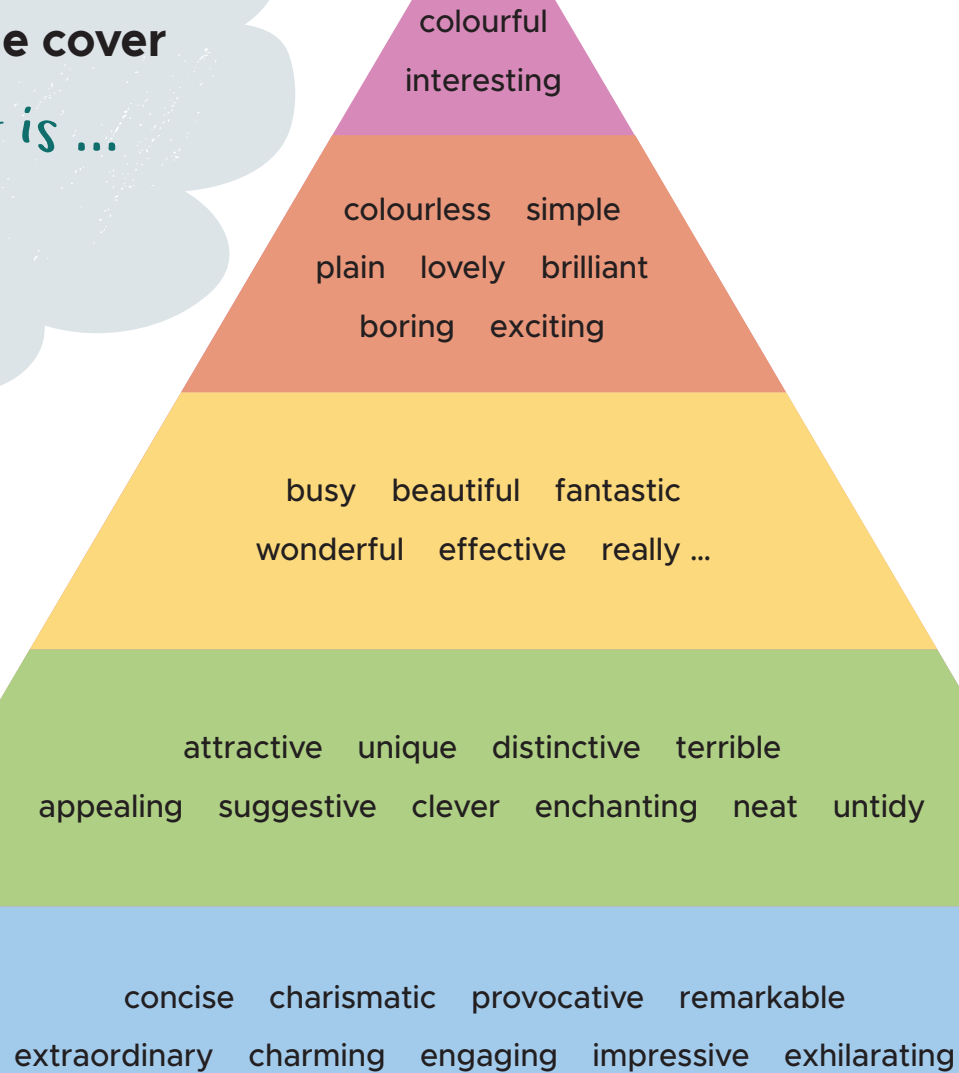 e cover
is ...
colourful
interesting
colourless simple
plain lovely brilliant
boring exciting
busy beautiful fantastic
wonderful effective really ...
attractive unique distinctive terrible
appealing suggestive clever enchanting neat untidy
concise charismatic provocative remarkable
extraordinary charming engaging impressive exhilarating